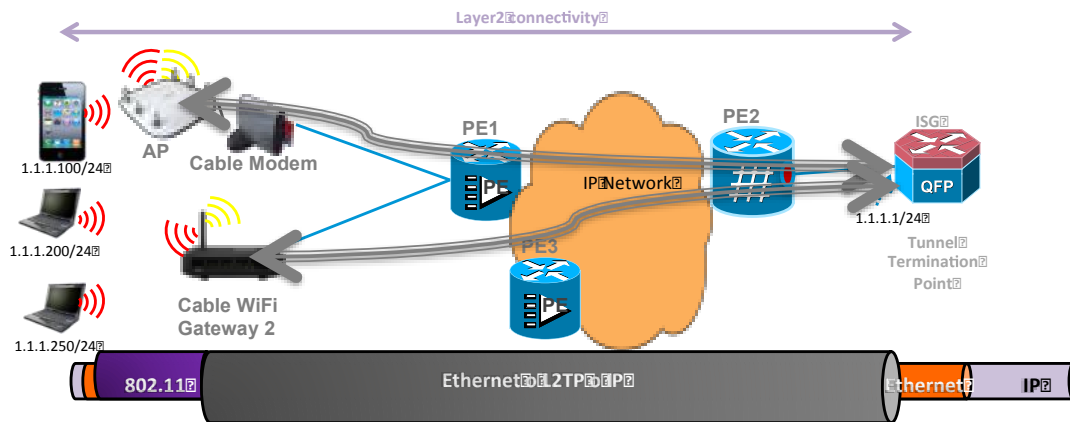 Layer2 connectivity
AP
Cable Modem
1.1.1.100/24
PE1
PE
PE2
ISG
QFP
IP Network
1.1.1.1/24
Tunnel
Termination
Point
1.1.1.200/24
PE3
PE
Cable WiFi
Gateway 2
1.1.1.250/24
802.11
Ethernet o L2TP o IP
Ethernet
IP